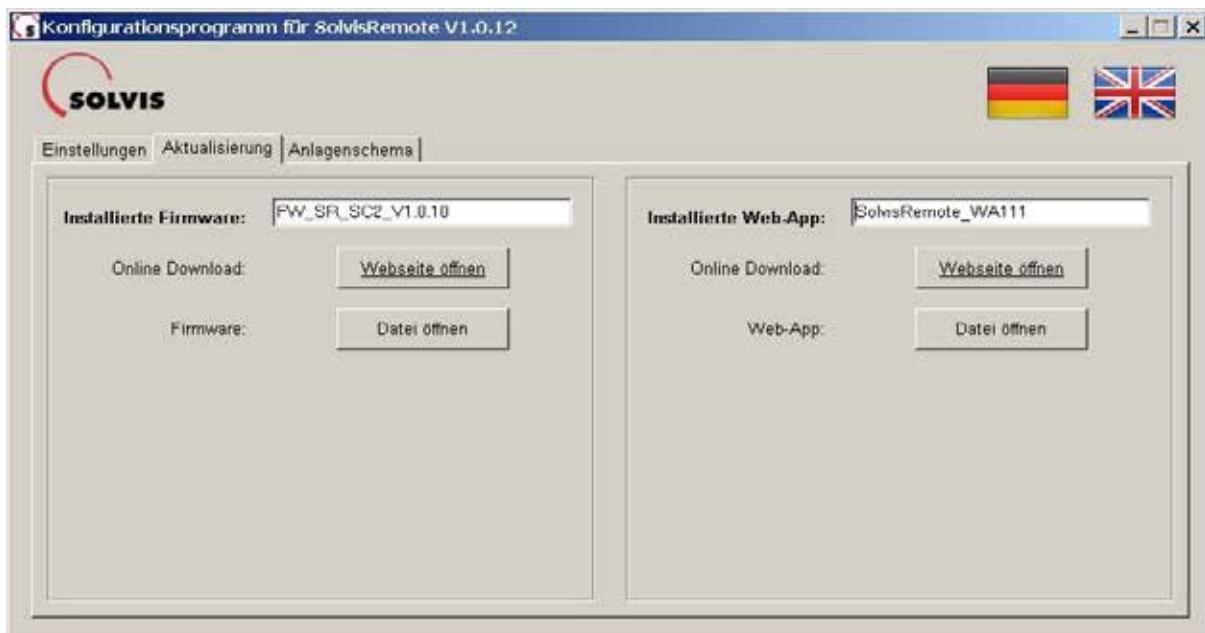 Konfigurationsprogramm für SolvisRemote V1.0.12
SOLVIS
Einstellungen Aktualisierung Anlagenschema
Installierte Firmware: FW_SR_SC2_V1.0.10
Online Download: Webseite öffnen
Firmware: Datei öffnen
Installierte Web-App: SolvisRemote_WA111
Online Download: Webseite öffnen
Web-App: Datei öffnen